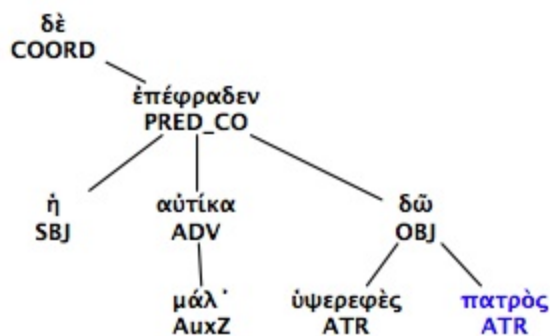 δὲ
COORD
ἐπέφραδεν
PRED_CO
ἡ αὐτίκα δῶ
SBJ ADV OBJ
μάλ᾽ ὑψερεφὲς πατρὸς
AuxZ ATR ATR